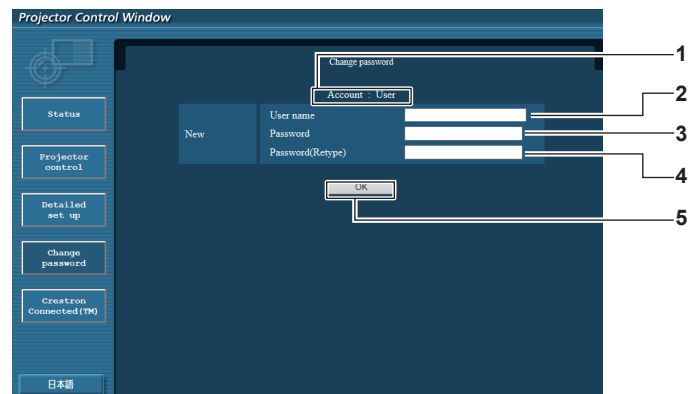 Projector Control Window
Change password
1
Account : User
2
Status
User name
New
Password
3
Password(Retype)
Projector
control
4
OK
5
Detailed
set up
Change
password
Crestron
Connected(TM)
日本語